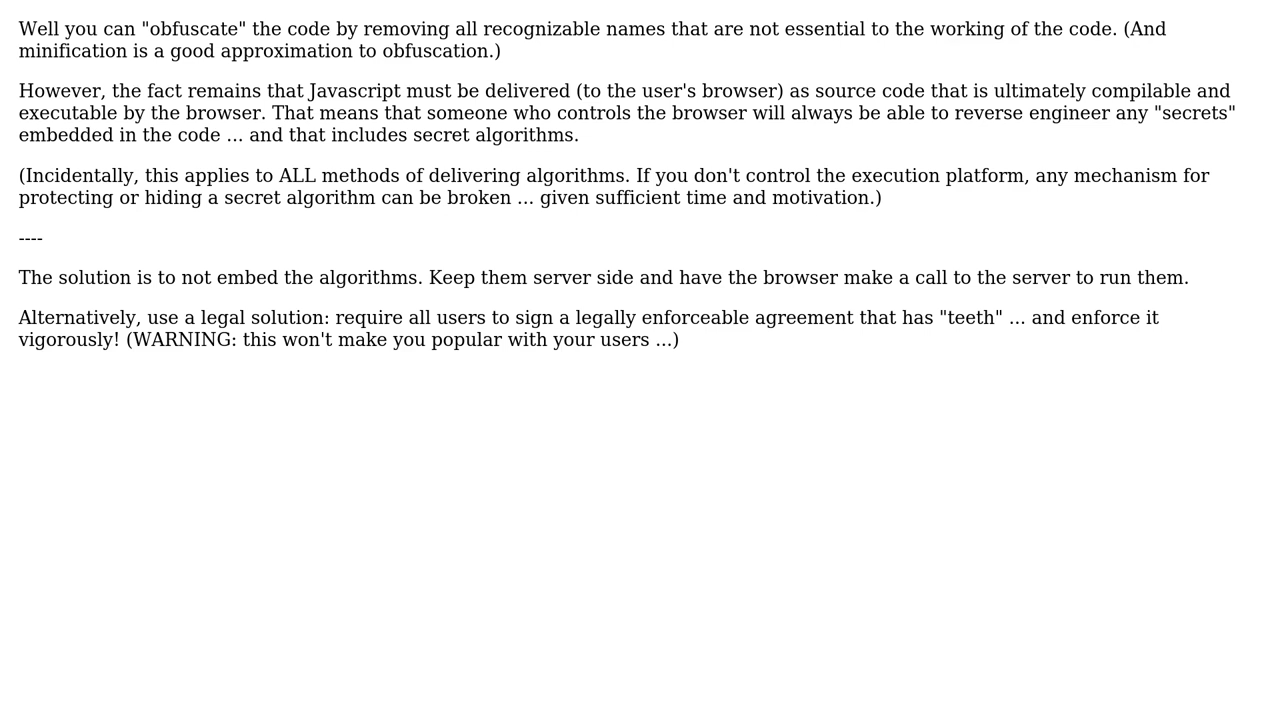 Well you can "obfuscate" the code by removing all recognizable names that are not essential to the working of the code. (And
minification is a good approximation to obfuscation.)
However, the fact remains that Javascript must be delivered (to the user's browser) as source code that is ultimately compilable and
executable by the browser. That means that someone who controls the browser will always be able to reverse engineer any "secrets"
embedded in the code ... and that includes secret algorithms.
(Incidentally, this applies to ALL methods of delivering algorithms. If you don't control the execution platform, any mechanism for
protecting or hiding a secret algorithm can be broken ... given sufficient time and motivation.)
----
The solution is to not embed the algorithms. Keep them server side and have the browser make a call to the server to run them.
Alternatively, use a legal solution: require all users to sign a legally enforceable agreement that has "teeth" ... and enforce it
vigorously! (WARNING: this won't make you popular with your users ...)